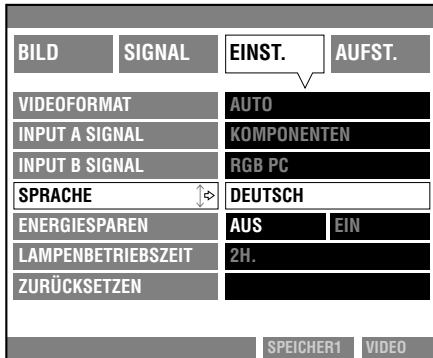 BILD SIGNAL EINST. AUFST.
VIDEOFORMAT AUTO
INPUT A SIGNAL KOMPONENTEN
INPUT B SIGNAL RGB PC
SPRACHE DEUTSCH
ENERGIESPAREN AUS EIN
LAMPENBETRIEBSZEIT 2H.
ZURÜCKSETZEN
SPEICHER1 VIDEO